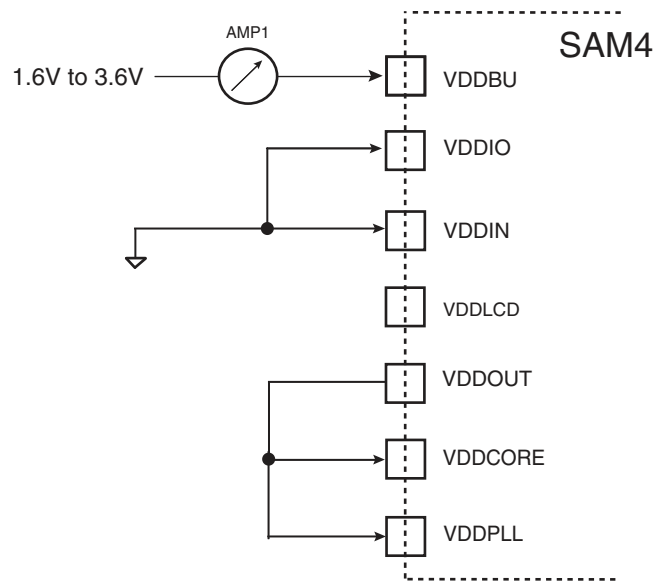 AMP1
SAM4
1.6V to 3.6V
VDDBU
VDDIO
VDDIN
VDDLCD
VDDOUT
VDDCORE
VDDPLL